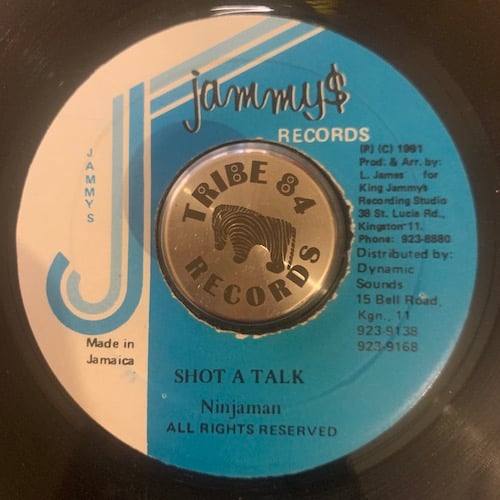 jammy$
RECORDS
JAMMYS
(P) (C) 1991
Prod: & Arr. by:
L. James for
King Jammys
Recording Studio
38 St. Lucia Rd.,
Kingston 11.
Phone: 923-8880
Distributed by:
Dynamic
Sounds
15 Bell Road,
Kgn., 11
923-9138
923-9168
TRIBE 84
RECORDS
Made in
Jamaica
SHOT A TALK
Ninjaman
ALL RIGHTS RESERVED